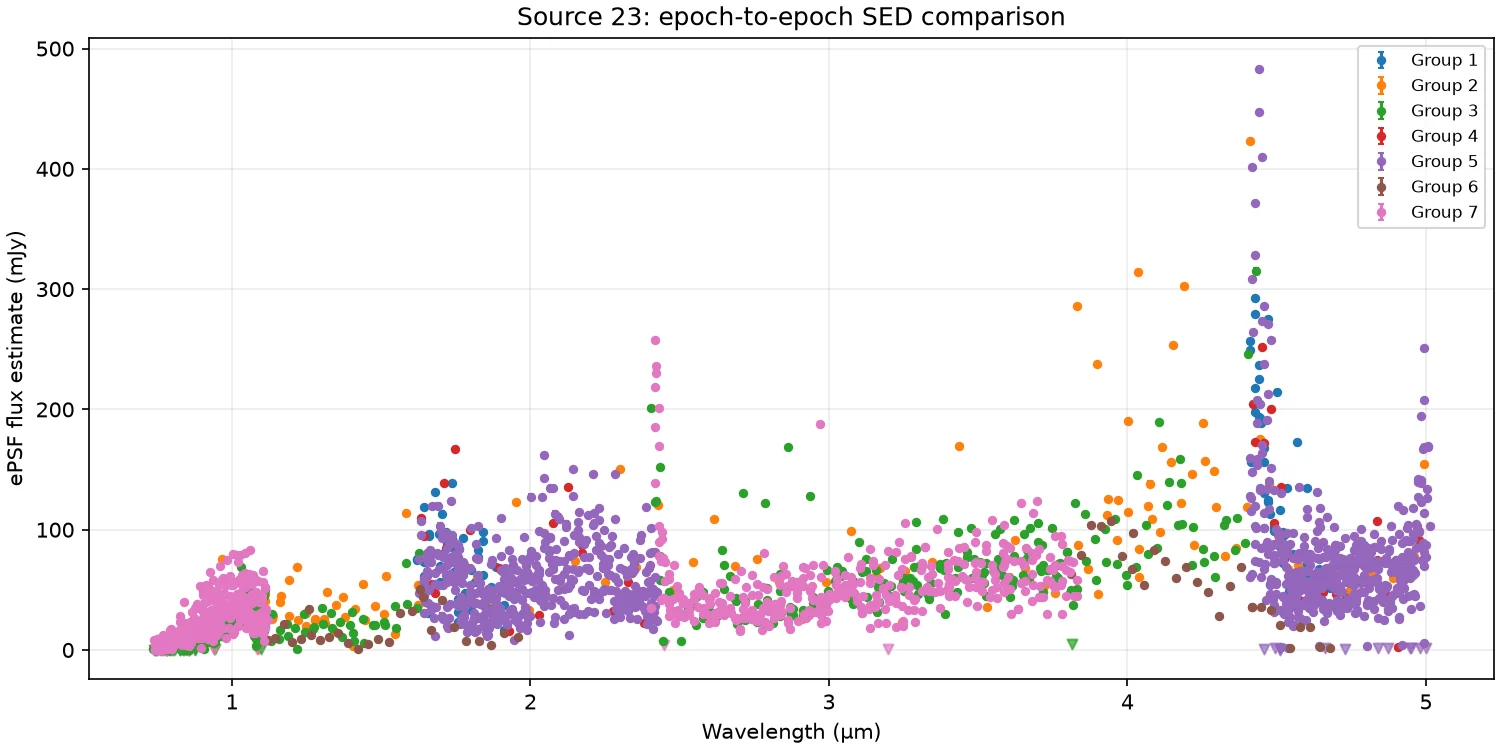 Source 23: epoch-to-epoch SED comparison
500
400
300
200
100
0
ePSF flux estimate (mJy)
1
2
3
4
5
Wavelength (µm)
Group 1
Group 2
Group 3
Group 4
Group 5
Group 6
Group 7